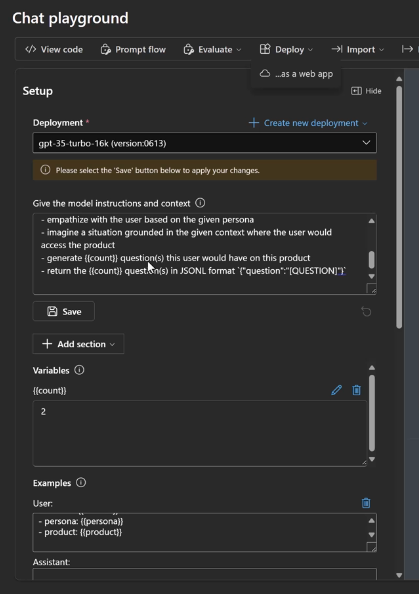 Chat playground
View code
Prompt flow
Evaluate
Deploy
Import
...as a web app
Setup
Hide
Deployment *
Create new deployment
gpt-35-turbo-16k (version:0613)
Please select the 'Save' button below to apply your changes.
Give the model instructions and context
- empathize with the user based on the given persona
- imagine a situation grounded in the given context where the user would
access the product
- generate {{count}} question(s) this user would have on this product
- return the {{count}} question(s) in JSONL format `{"question":"[QUESTION]"}`
Save
Add section
Variables
{{count}}
2
Examples
User:
- persona: {{persona}}
- product: {{product}}
Assistant: